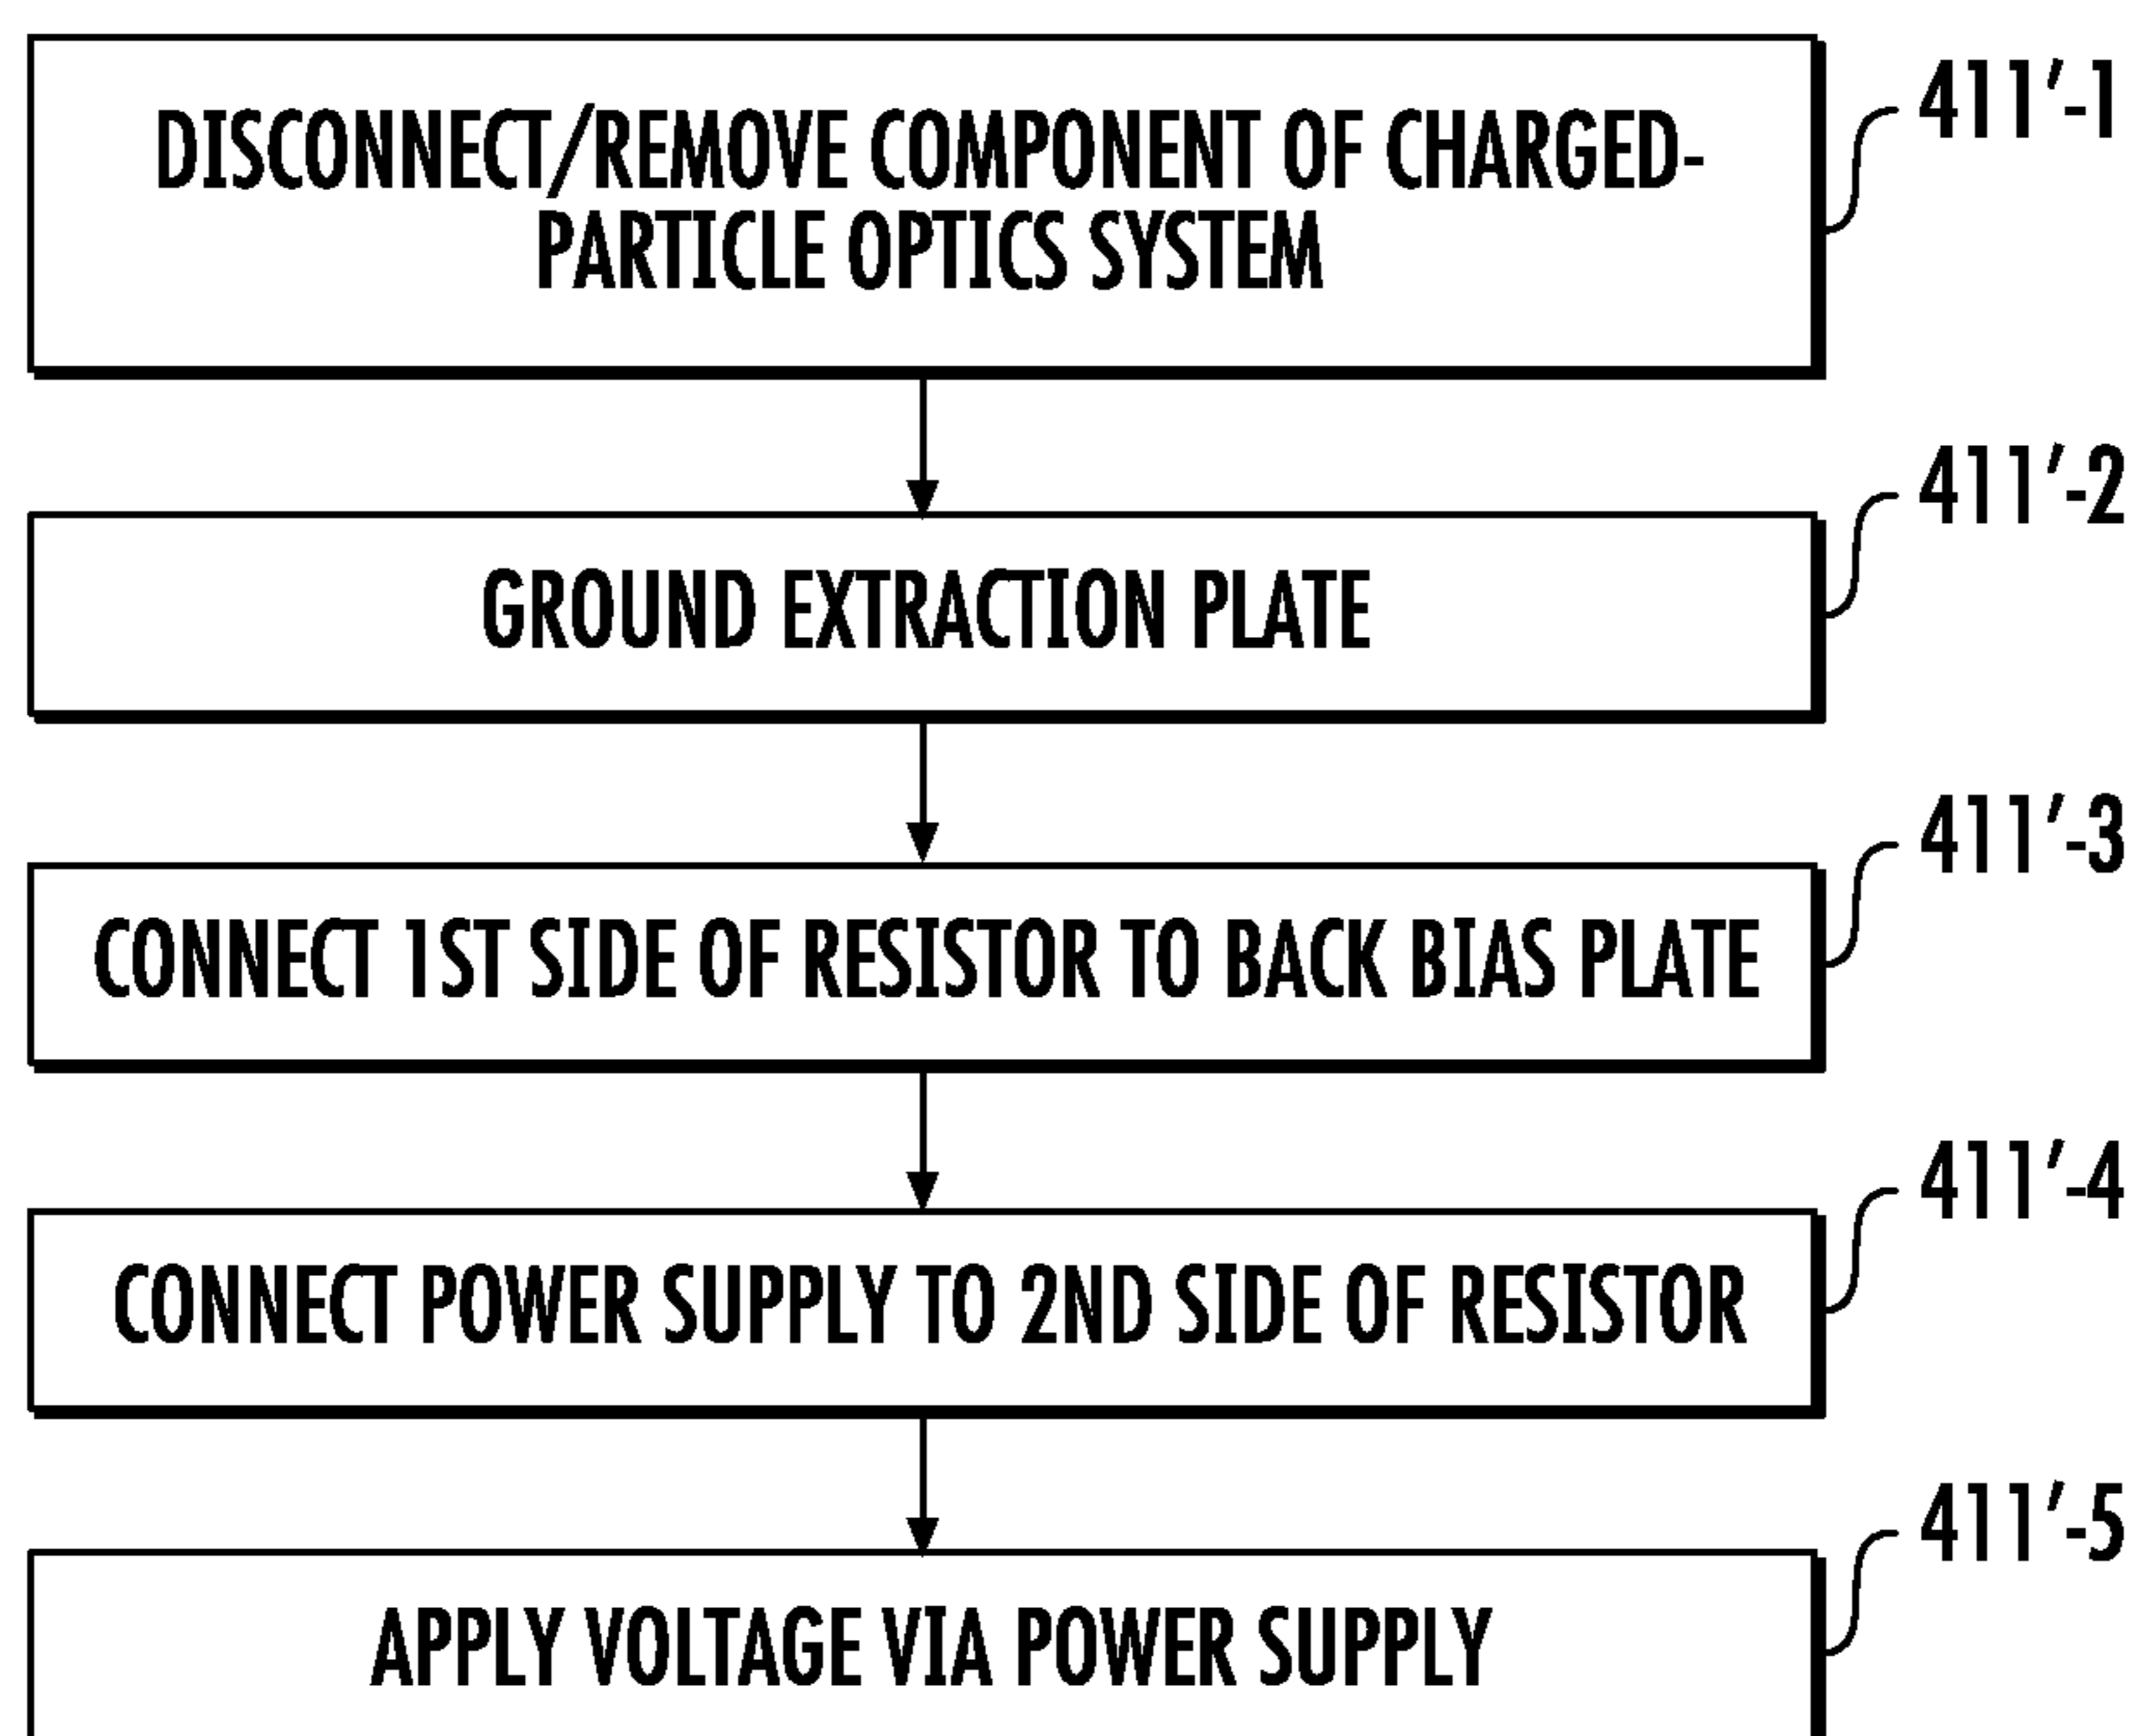 DISCONNECT/REMOVE COMPONENT OF CHARGED-
PARTICLE OPTICS SYSTEM
411'-1
GROUND EXTRACTION PLATE
411'-2
CONNECT 1ST SIDE OF RESISTOR TO BACK BIAS PLATE
411'-3
CONNECT POWER SUPPLY TO 2ND SIDE OF RESISTOR
411'-4
APPLY VOLTAGE VIA POWER SUPPLY
411'-5